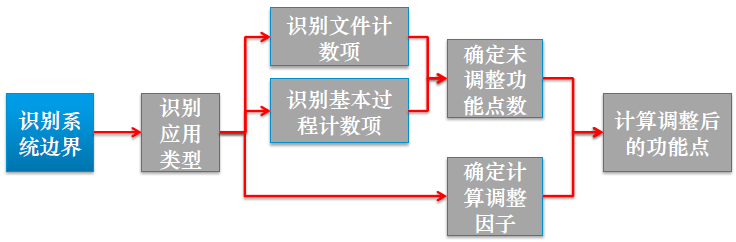 识别系
统边界
识别
应用
类型
识别文件计
数项
识别基本过
程计数项
确定未
调整功
能点数
确定计
算调整
因子
计算调整后
的功能点